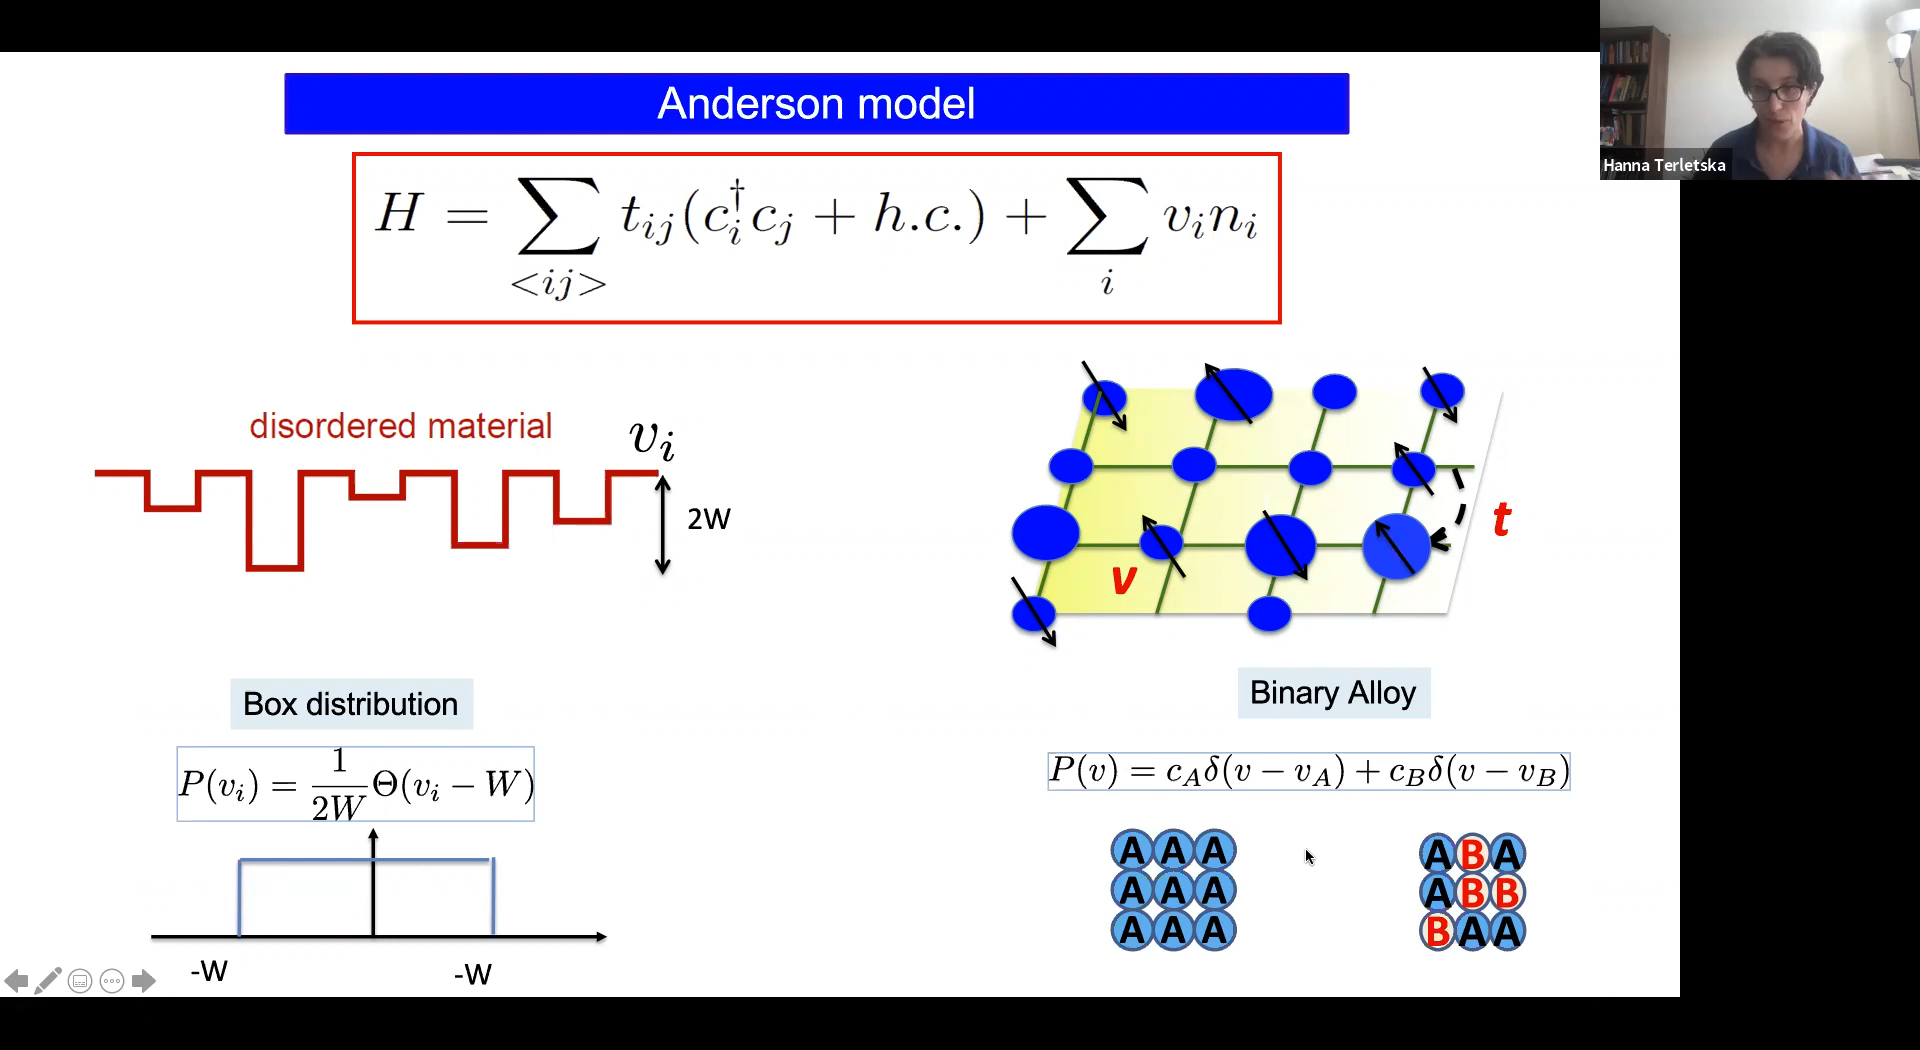 Anderson model
H = ∑_{<ij>} t_{ij}(c_i^† c_j + h.c.) + ∑_i v_i n_i
Hanna Terletska
disordered material
v_i
2W
t
v
Box distribution
P(v_i) = \frac{1}{2W} Θ(v_i − W)
-W
-W
Binary Alloy
P(v) = c_A δ(v − v_A) + c_B δ(v − v_B)
A A A
A A A
A A A
A B A
A B B
B A A